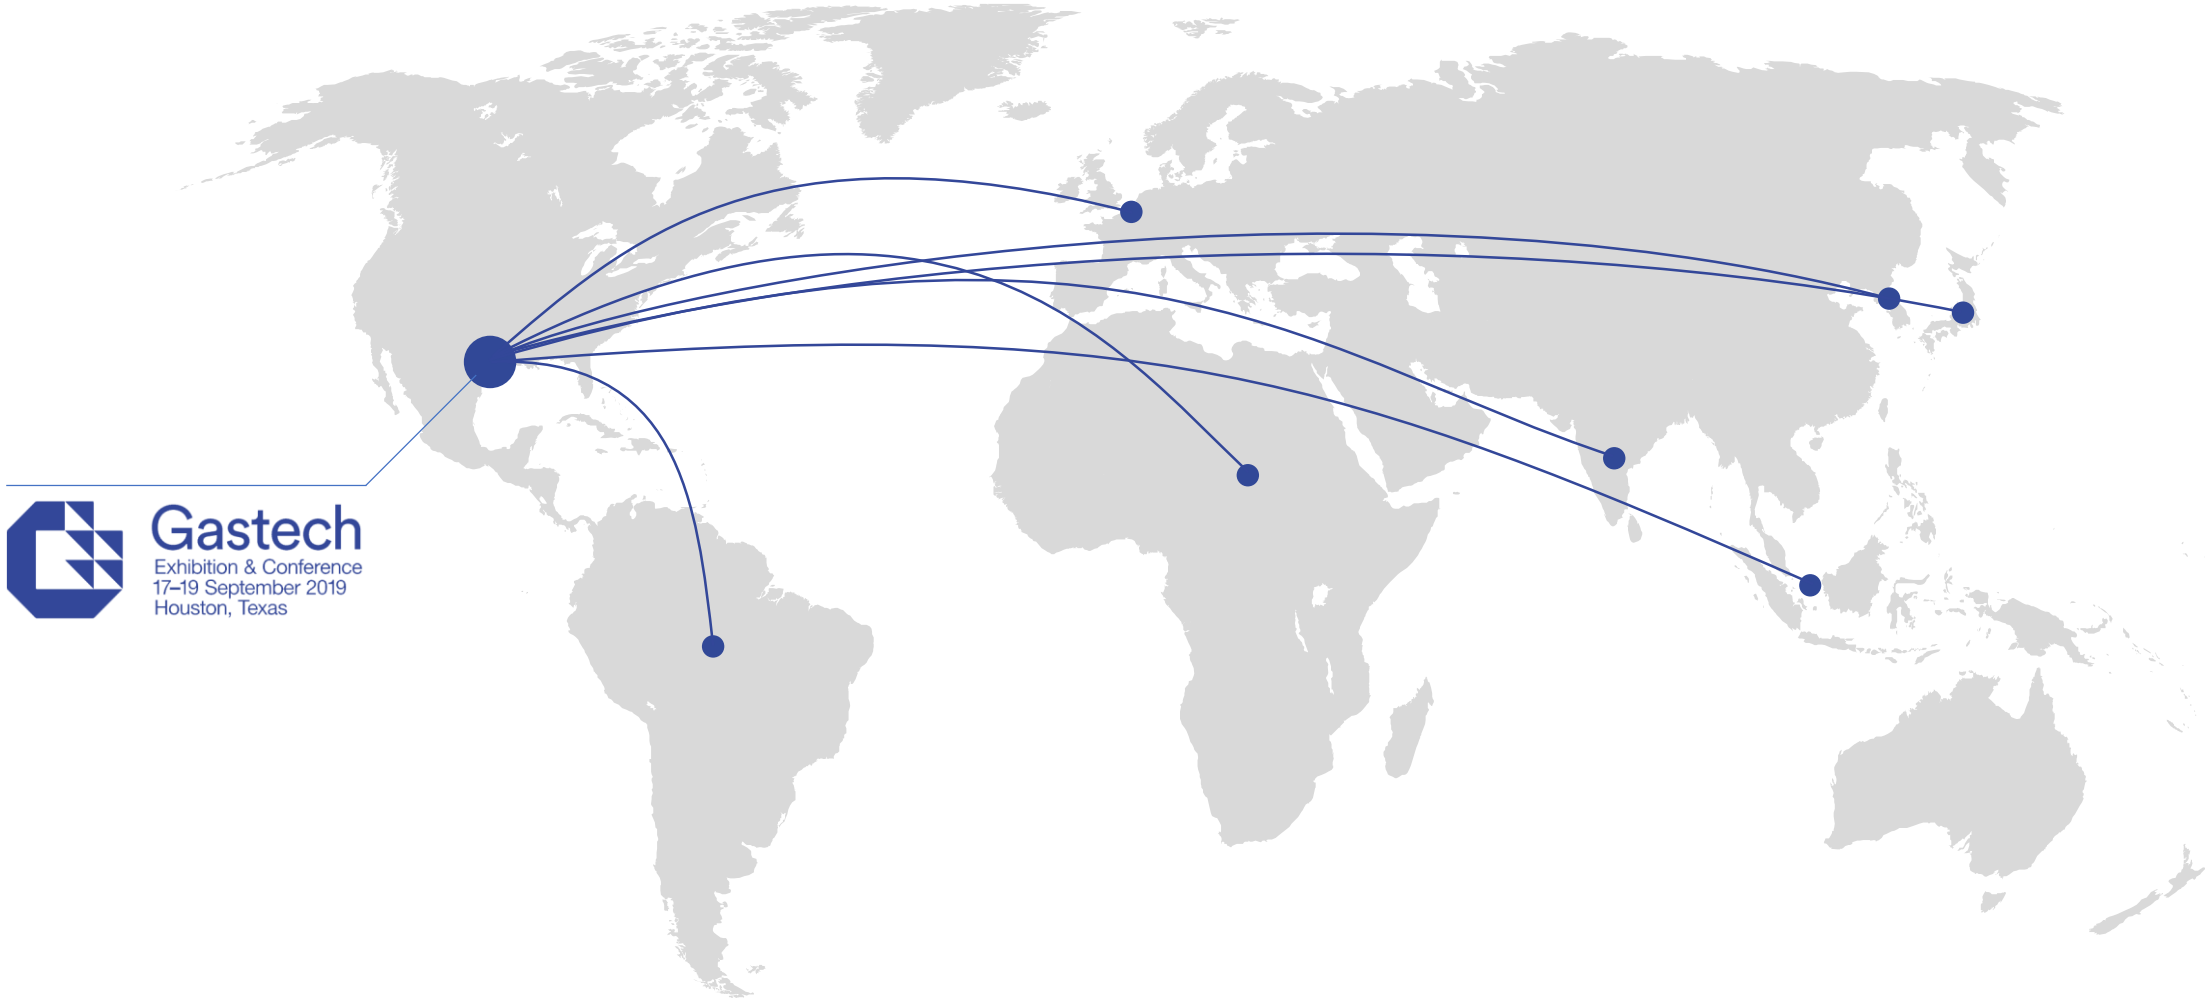 Gastech
Exhibition & Conference
17–19 September 2019
Houston, Texas